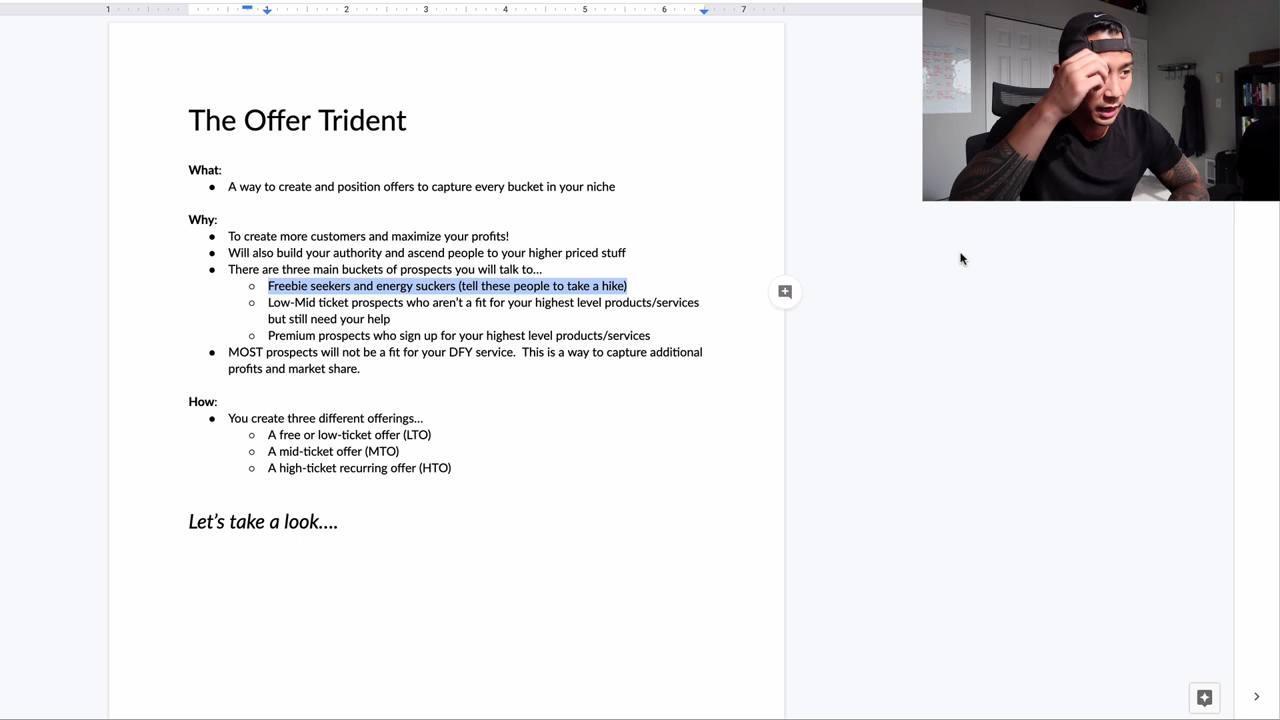 1 1 2 3 4 5 6 7
The Offer Trident
What:
● A way to create and position offers to capture every bucket in your niche
Why:
● To create more customers and maximize your profits!
● Will also build your authority and ascend people to your higher priced stuff
● There are three main buckets of prospects you will talk to...
○ Freebie seekers and energy suckers (tell these people to take a hike)
○ Low-Mid ticket prospects who aren't a fit for your highest level products/services
but still need your help
○ Premium prospects who sign up for your highest level products/services
● MOST prospects will not be a fit for your DFY service.  This is a way to capture additional
profits and market share.
How:
● You create three different offerings...
○ A free or low-ticket offer (LTO)
○ A mid-ticket offer (MTO)
○ A high-ticket recurring offer (HTO)
Let's take a look....